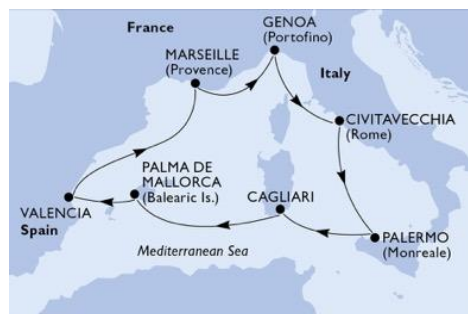 France
GENOA
(Portofino)
MARSEILLE
(Provence)
Italy
CIVITAVECCHIA
(Rome)
PALMA DE
MALLORCA
(Balearic Is.)
CAGLIARI
VALENCIA
Spain
PALERMO
(Monreale)
Mediterranean Sea